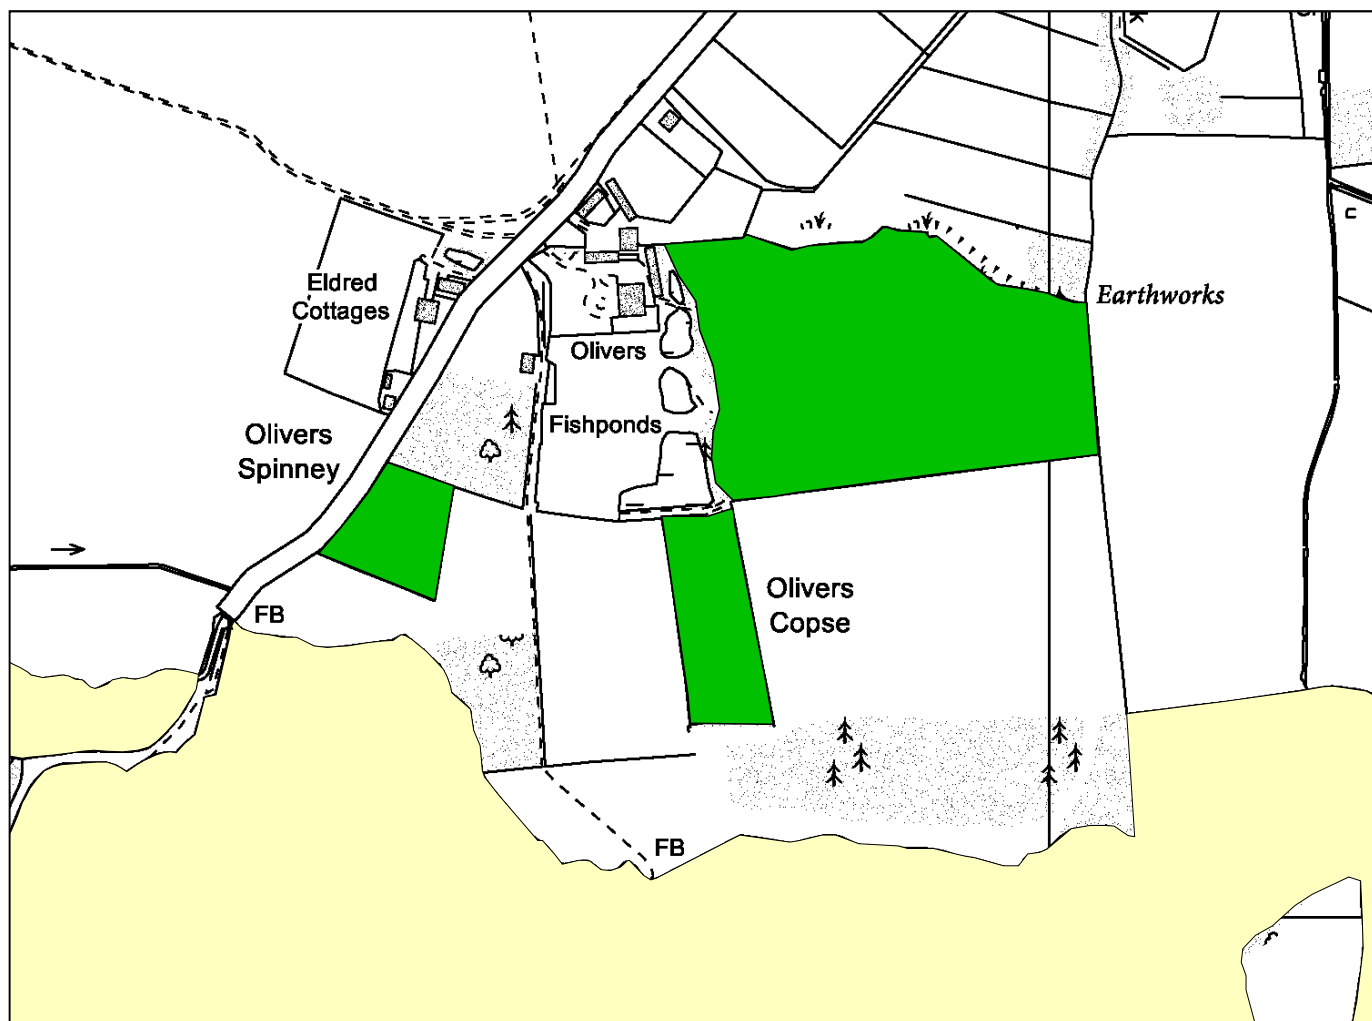 Eldred
Cottages
Earthworks
Olivers
Fishponds
Olivers
Spinney
Olivers
Copse
FB
FB